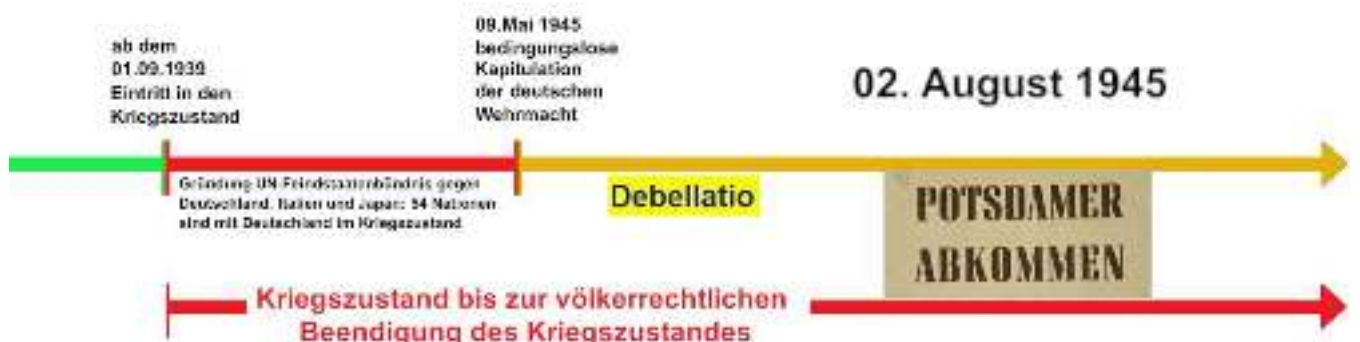 ab dem
01.09.1939
Eintritt in den
Kriegszustand
09.Mai 1945
bedingungslose
Kapitulation
der deutschen
Wehrmacht
02. August 1945
Gründung UN-Feindstaatenbündnis gegen
Deutschland, Italien und Japan: 54 Nationen
sind mit Deutschland im Kriegszustand
Debellatio
POTSDAMER
ABKOMMEN
Kriegszustand bis zur völkerrechtlichen
Beendigung des Kriegszustandes